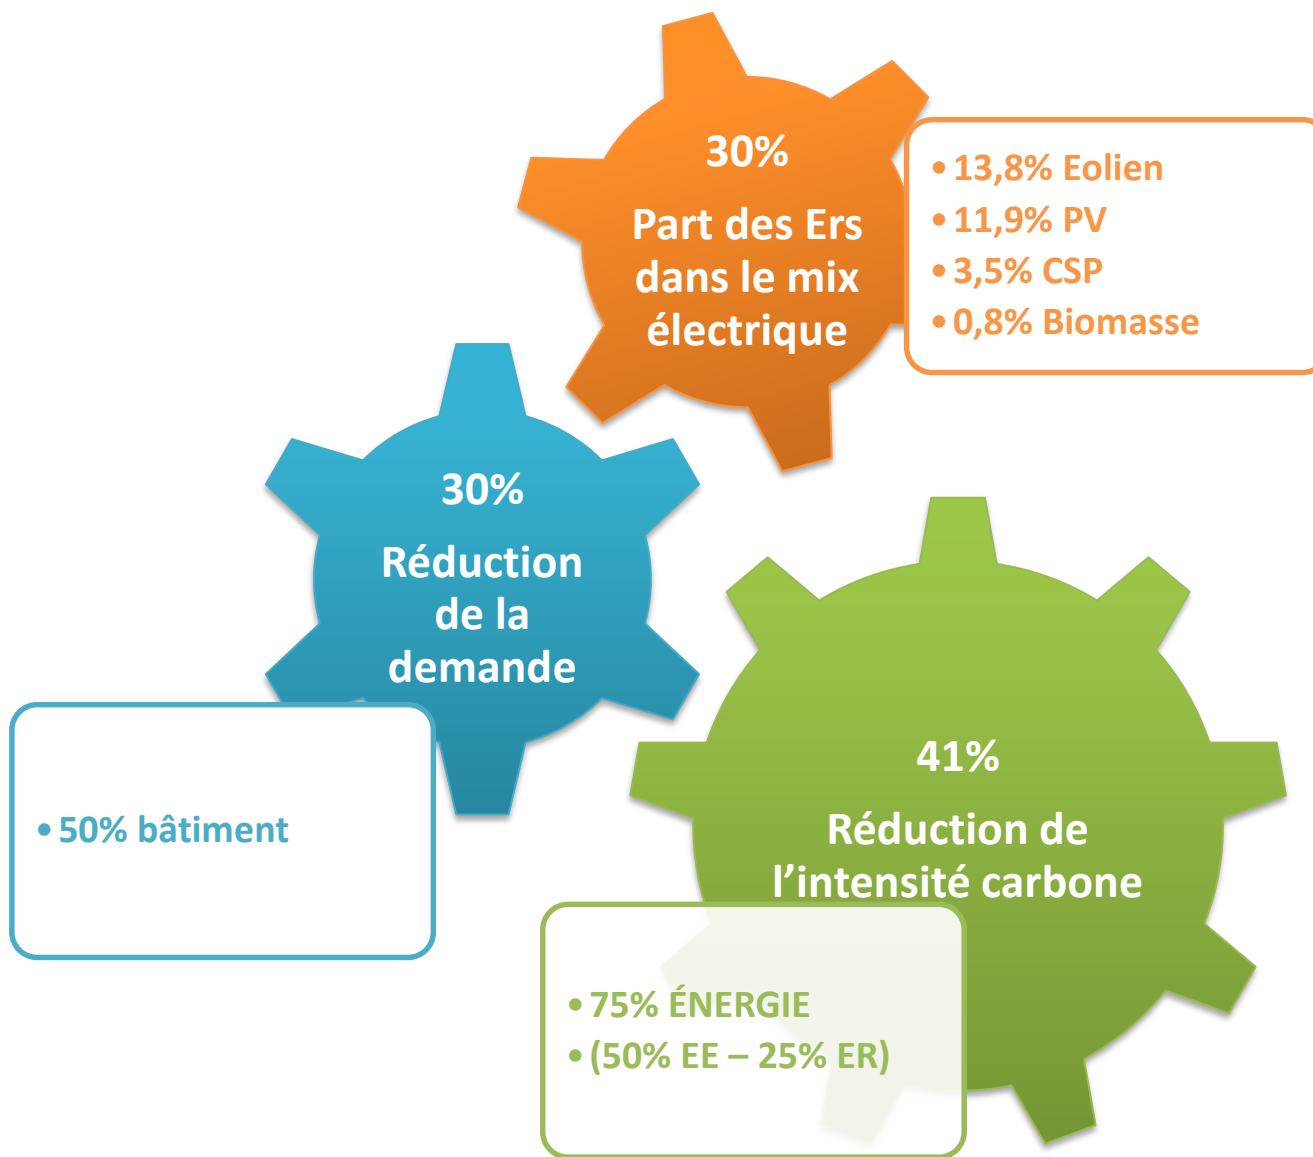 30%
Part des Ers
dans le mix
électrique
• 13,8% Eolien
• 11,9% PV
• 3,5% CSP
• 0,8% Biomasse
30%
Réduction
de la
demande
• 50% bâtiment
41%
Réduction de
l’intensité carbone
• 75% ÉNERGIE
• (50% EE – 25% ER)